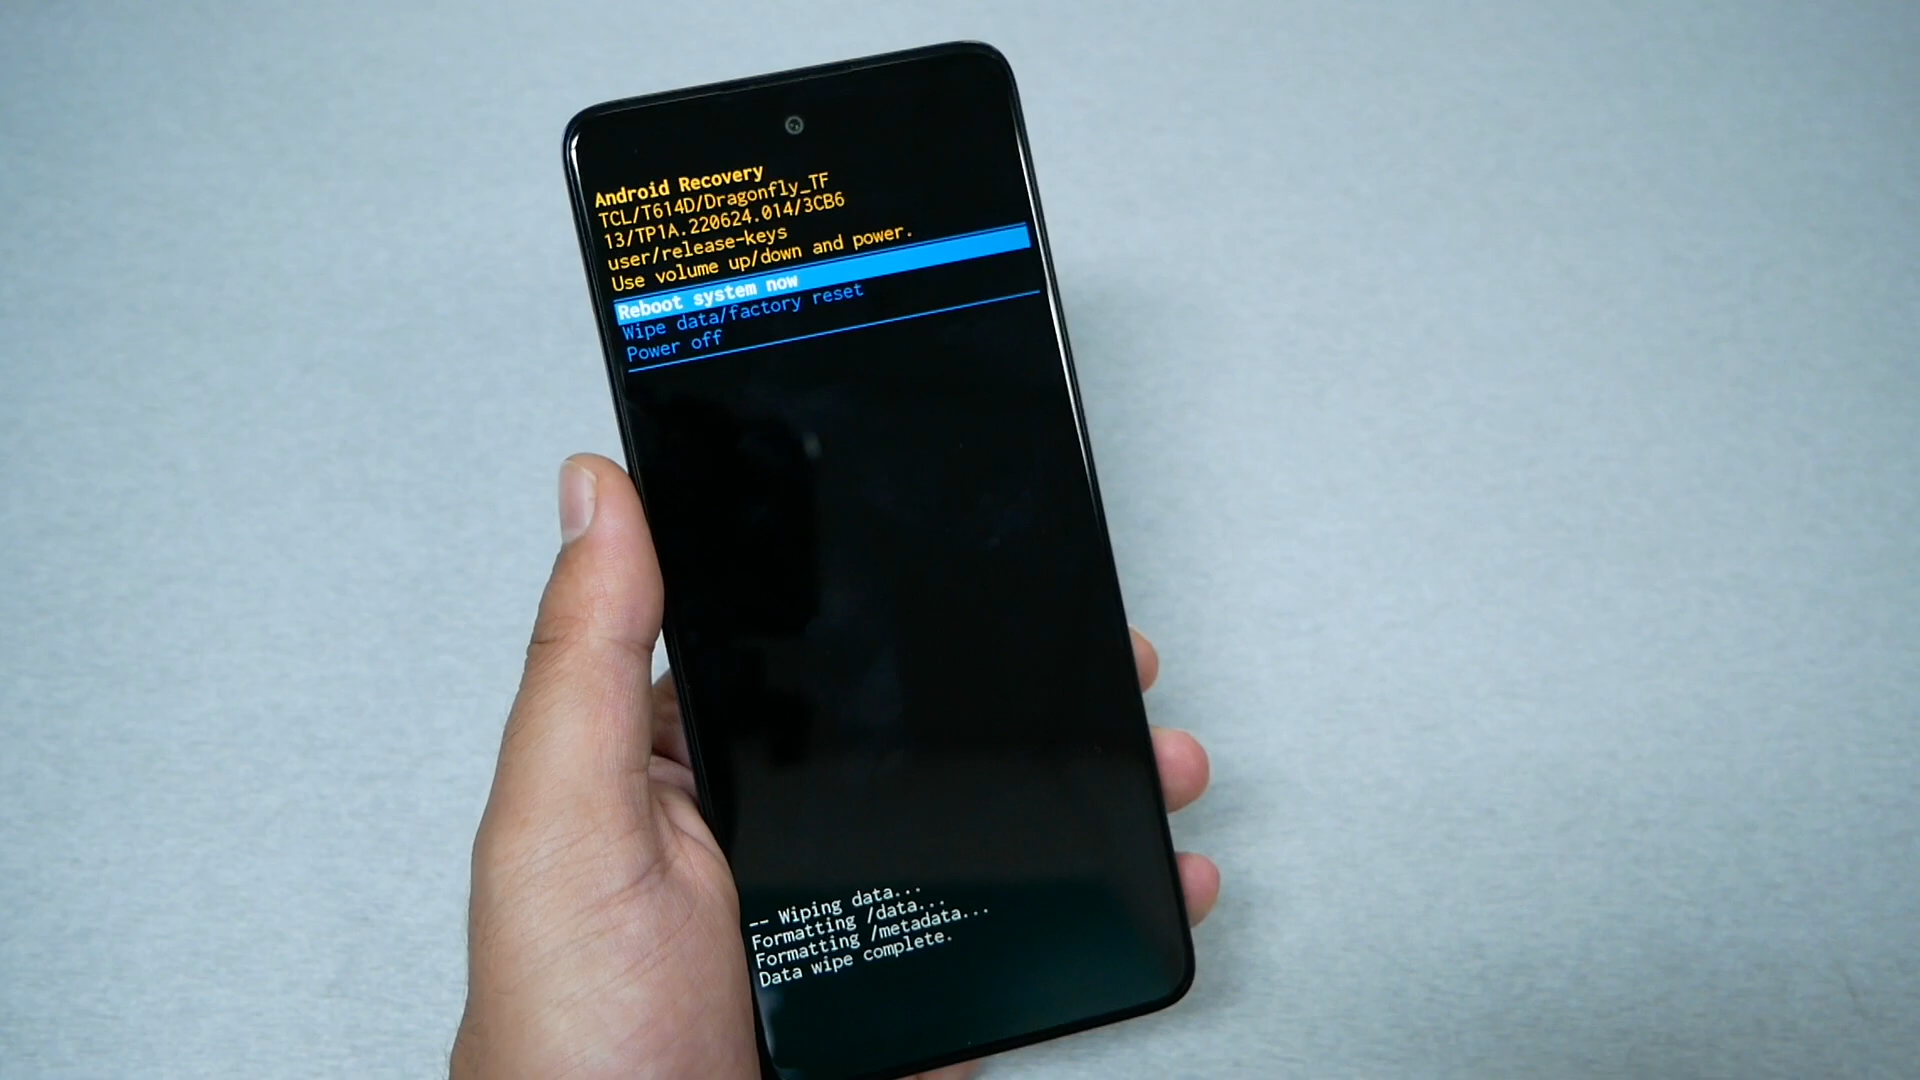 Android Recovery
TCL/T614D/Dragonfly_TF
13/TP1A.220624.014/3CB6
user/release-keys
Use volume up/down and power.
Reboot system now
Wipe data/factory reset
Power off
-- Wiping data...
Formatting /data...
Formatting /metadata...
Data wipe complete.